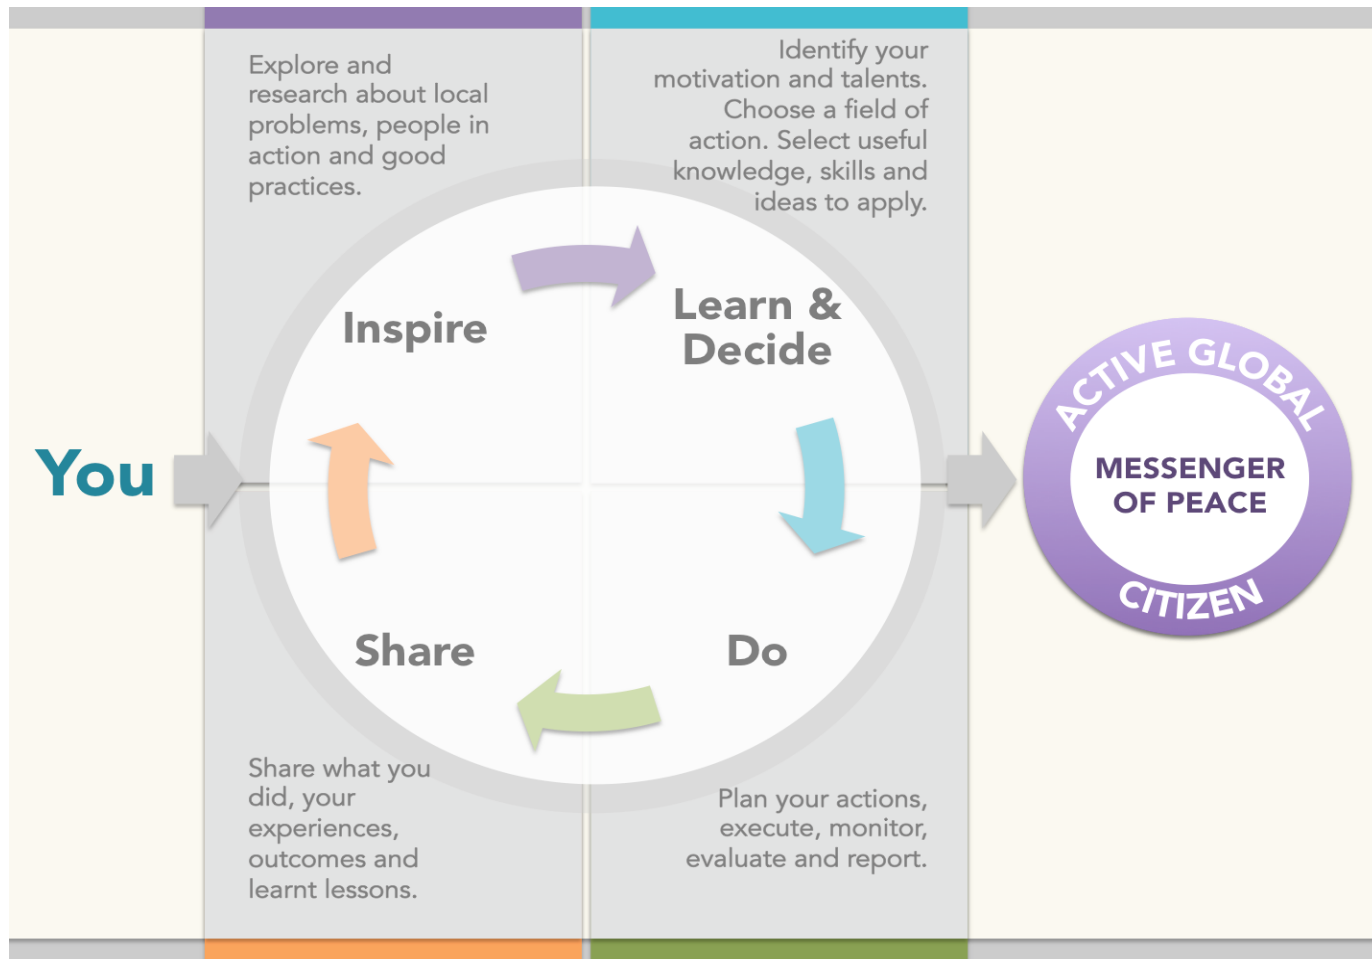 Explore and
research about local
problems, people in
action and good
practices.
Identify your
motivation and talents.
Choose a field of
action. Select useful
knowledge, skills and
ideas to apply.
Inspire
Learn &
Decide
You
ACTIVE GLOBAL
MESSENGER
OF PEACE
CITIZEN
Share
Do
Share what you
did, your
experiences,
outcomes and
learnt lessons.
Plan your actions,
execute, monitor,
evaluate and report.